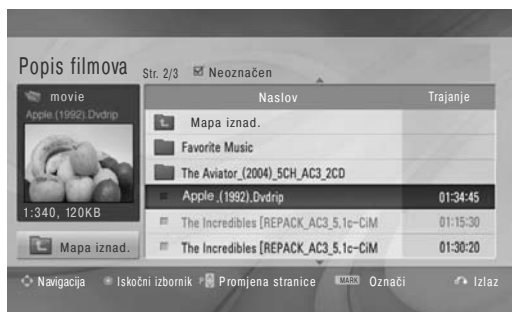 Popis filmova Str. 2/3 Neoznačen
movie
Apple (1992).Dvdrip
1:340, 120KB
Mapa iznad.
Naslov Trajanje
Mapa iznad.
Favorite Music
The Aviator_(2004)_5CH_AC3_2CD
Apple_(1992).Dvdrip 01:34:45
The Incredibles [REPACK_AC3_5,1c-CiM 01:15:30
The Incredibles [REPACK_AC3_5,1c-CiM 01:30:20
Navigacija Iskočni izbornik P Promjena stranice MARK Označi Izlaz